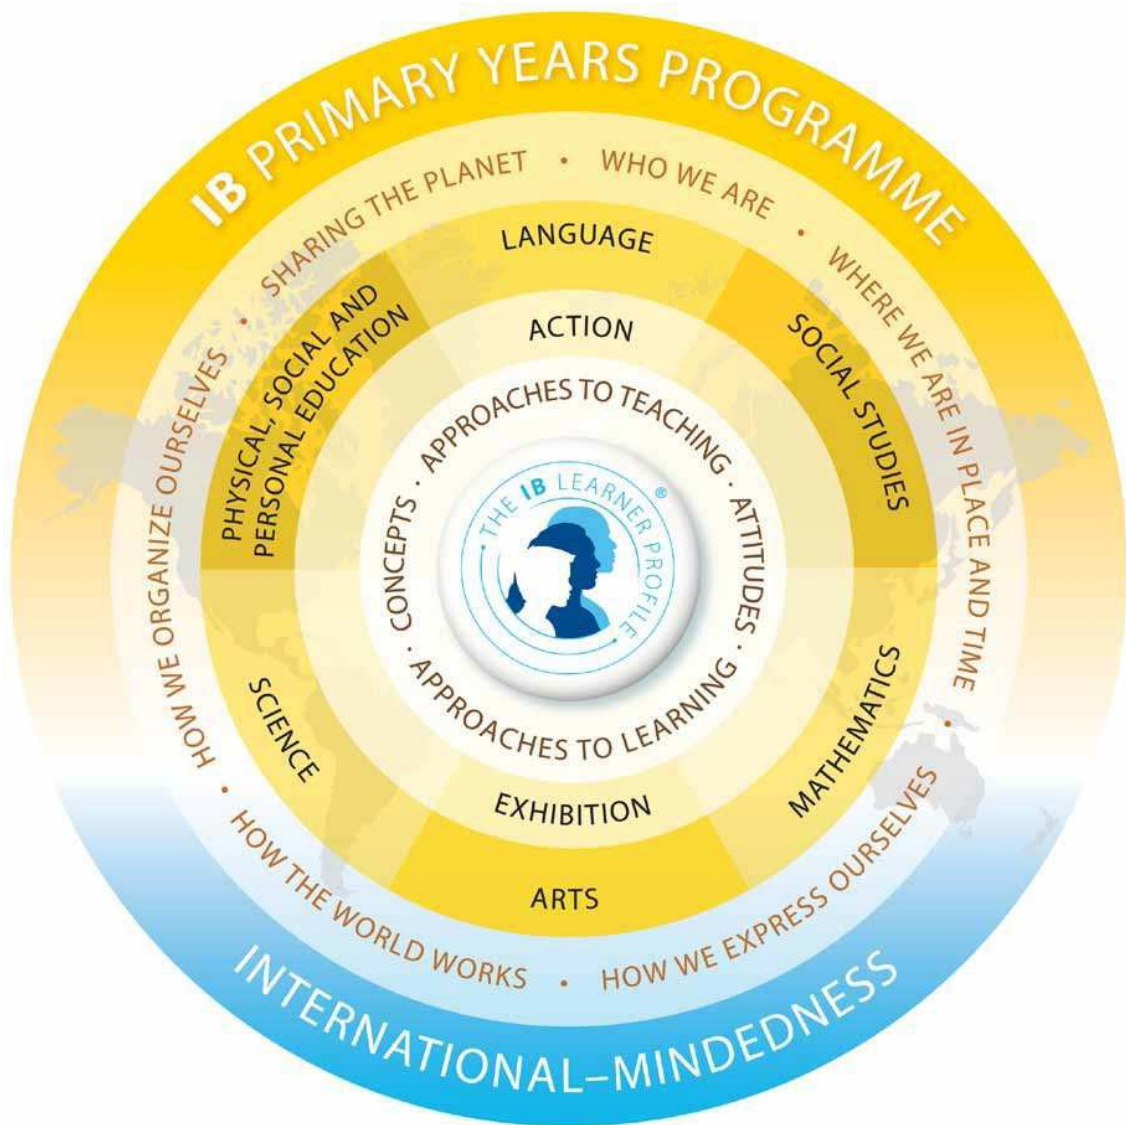 IB PRIMARY YEARS PROGRAMME
SHARING THE PLANET • WHO WE ARE • WHERE WE ARE IN PLACE AND TIME • HOW WE EXPRESS OURSELVES • HOW THE WORLD WORKS • HOW WE ORGANIZE OURSELVES •
LANGUAGE
SOCIAL STUDIES
MATHEMATICS
ARTS
SCIENCE
PHYSICAL, SOCIAL AND
PERSONAL EDUCATION
ACTION
EXHIBITION
APPROACHES TO TEACHING • ATTITUDES • APPROACHES TO LEARNING • CONCEPTS •
THE IB LEARNER PROFILE ®
INTERNATIONAL–MINDEDNESS